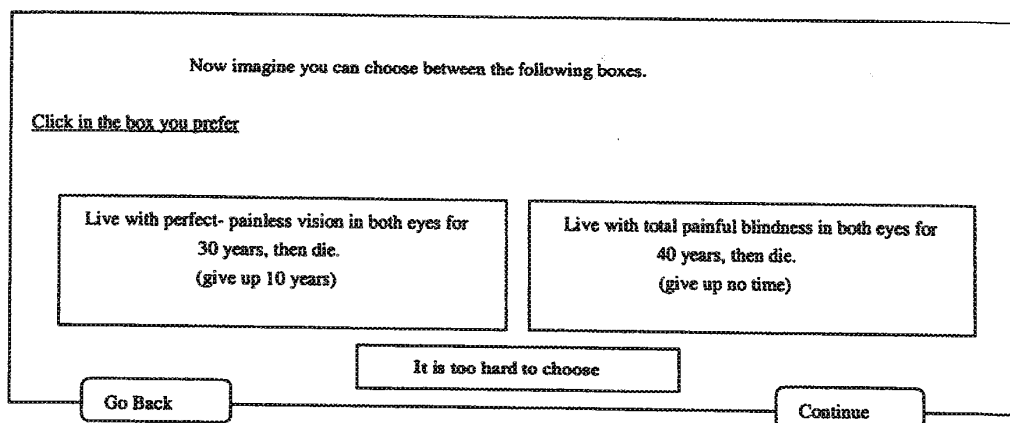 Now imagine you can choose between the following boxes.
Click in the box you prefer
Live with perfect- painless vision in both eyes for
30 years, then die.
(give up 10 years)
Live with total painful blindness in both eyes for
40 years, then die.
(give up no time)
It is too hard to choose
Go Back
Continue